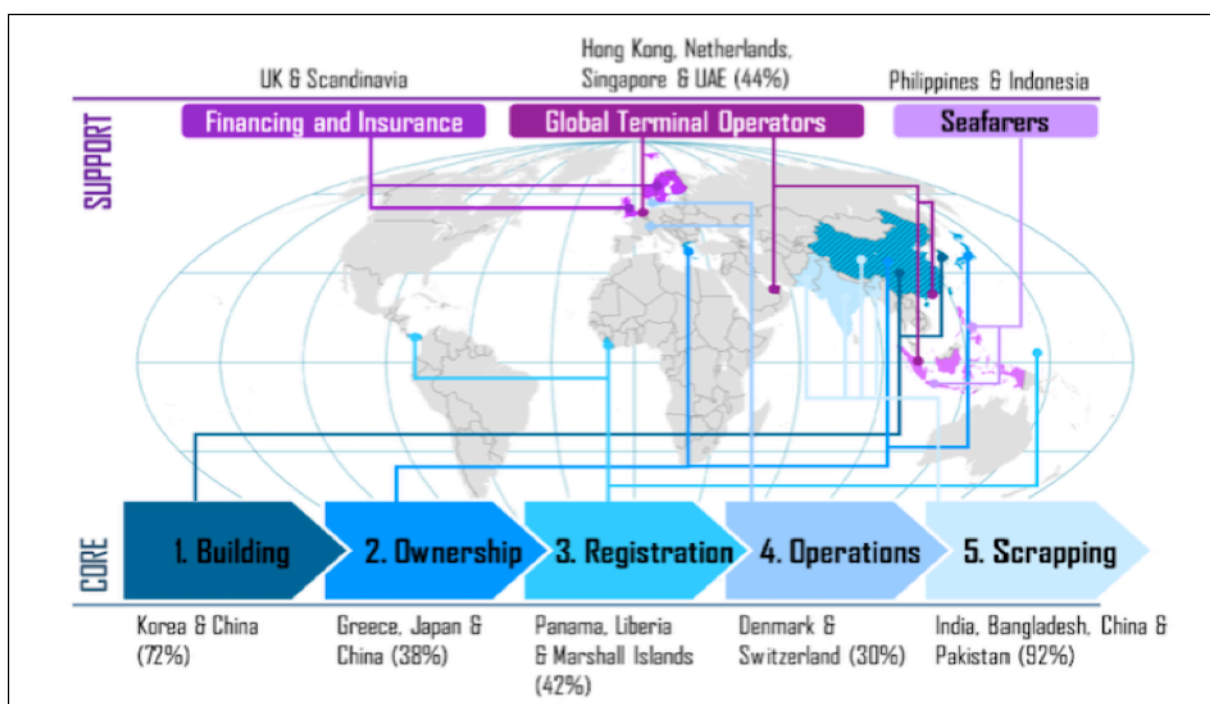 UK & Scandinavia
Hong Kong, Netherlands,
Singapore & UAE (44%)
Philippines & Indonesia
SUPPORT
Financing and Insurance
Global Terminal Operators
Seafarers
CORE
1. Building
2. Ownership
3. Registration
4. Operations
5. Scrapping
Korea & China
(72%)
Greece, Japan &
China (38%)
Panama, Liberia
& Marshall Islands
(42%)
Denmark &
Switzerland (30%)
India, Bangladesh, China &
Pakistan (92%)